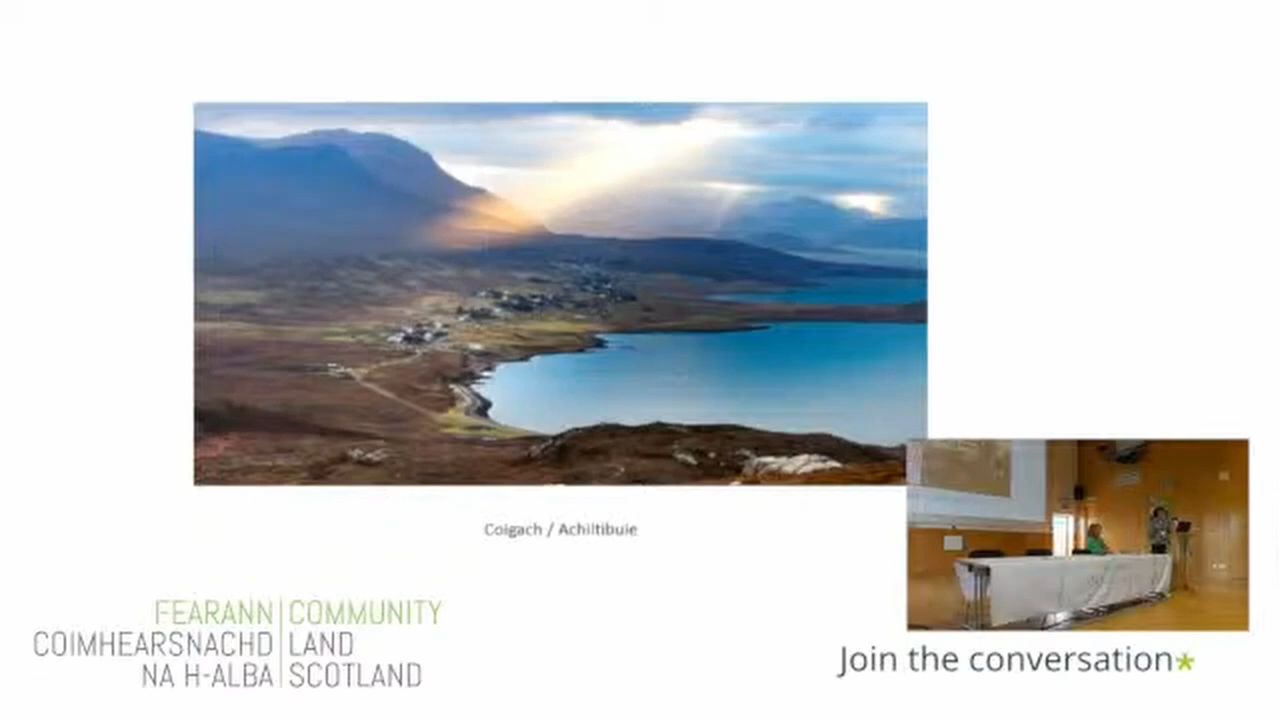 Coigach / Achiltibuie
FEARANN COMMUNITY
COIMHEARSNACHD LAND
NA H-ALBA SCOTLAND
Join the conversation*